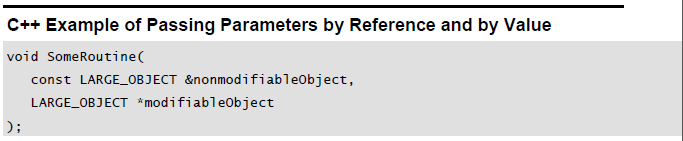 C++ Example of Passing Parameters by Reference and by Value
void SomeRoutine(
const LARGE_OBJECT &nonmodifiableObject,
LARGE_OBJECT *modifiableObject
);